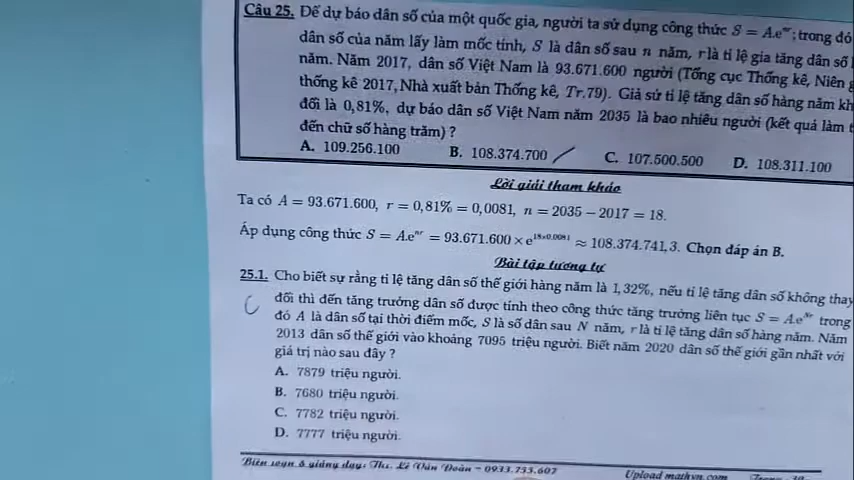 Câu 25. Để dự báo dân số của một quốc gia, người ta sử dụng công thức S = A.e^nr; trong đó
dân số của năm lấy làm mốc tính, S là dân số sau n năm, r là tỉ lệ gia tăng dân số
năm. Năm 2017, dân số Việt Nam là 93.671.600 người (Tổng cục Thống kê, Niên
thống kê 2017, Nhà xuất bản Thống kê, Tr.79). Giả sử tỉ lệ tăng dân số hàng năm kh
đổi là 0,81%, dự báo dân số Việt Nam năm 2035 là bao nhiêu người (kết quả làm t
đến chữ số hàng trăm) ?
A. 109.256.100 B. 108.374.700 C. 107.500.500 D. 108.311.100
Lời giải tham khảo
Ta có A = 93.671.600, r = 0,81% = 0,0081, n = 2035 − 2017 = 18.
Áp dụng công thức S = A.e^nr = 93.671.600 × e^18×0.0081 ≈ 108.374.741,3. Chọn đáp án B.
Bài tập tương tự
25.1. Cho biết sự rằng tỉ lệ tăng dân số thế giới hàng năm là 1,32%, nếu tỉ lệ tăng dân số không thay
đổi thì đến tăng trưởng dân số được tính theo công thức tăng trưởng liên tục S = A.e^Nr trong
đó A là dân số tại thời điểm mốc, S là số dân sau N năm, r là tỉ lệ tăng dân số hàng năm. Năm
2013 dân số thế giới vào khoảng 7095 triệu người. Biết năm 2020 dân số thế giới gần nhất với
giá trị nào sau đây ?
A. 7879 triệu người.
B. 7680 triệu người.
C. 7782 triệu người.
D. 7777 triệu người.
Biên soạn & giảng dạy: Ths. Lê Văn Đoàn – 0933.755.607 Upload mathvn.com